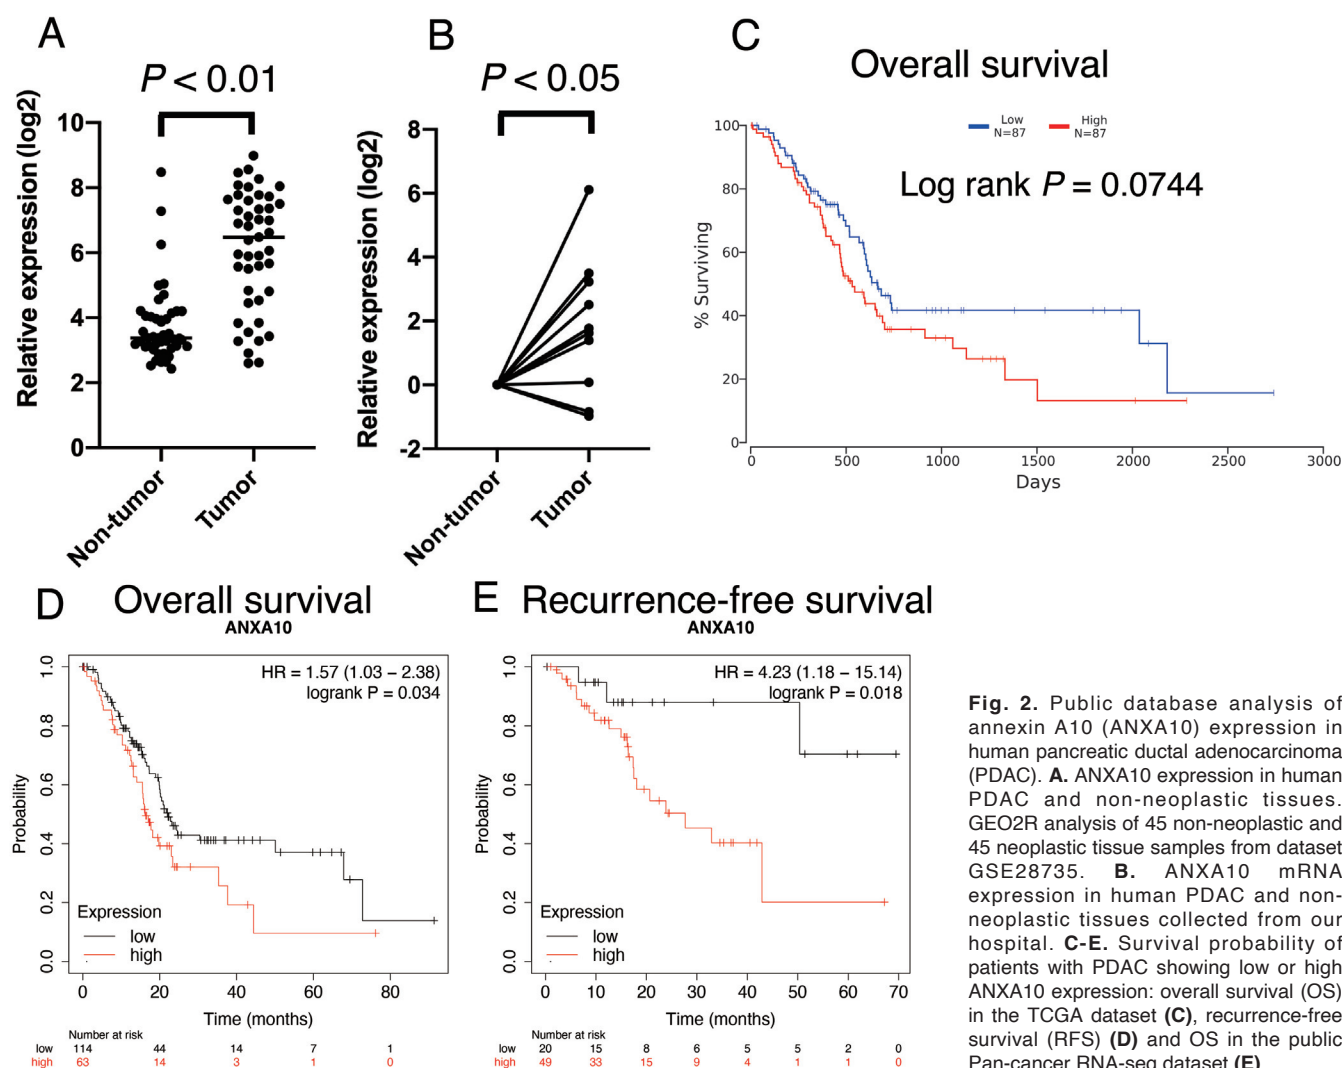 A
P < 0.01
Relative expression (log2)
10
8
6
4
2
0
Non-tumor
Tumor
B
P < 0.05
Relative expression (log2)
8
6
4
2
0
-2
Non-tumor
Tumor
C
Overall survival
Low
N=87
High
N=87
Log rank P = 0.0744
% Surviving
100
80
60
40
20
0
0 500 1000 1500 2000 2500 3000
Days
D
Overall survival
ANXA10
HR = 1.57 (1.03 − 2.38)
logrank P = 0.034
Probability
1.0
0.8
0.6
0.4
0.2
0.0
Expression
low
high
0 20 40 60 80
Time (months)
Number at risk
low 114 44 14 7 1
high 63 14 3 1 0
E
Recurrence-free survival
ANXA10
HR = 4.23 (1.18 − 15.14)
logrank P = 0.018
Probability
1.0
0.8
0.6
0.4
0.2
0.0
Expression
low
high
0 10 20 30 40 50 60 70
Time (months)
Number at risk
low 20 15 8 6 5 5 2 0
high 49 33 15 9 4 1 1 0
Fig. 2. Public database analysis of
annexin A10 (ANXA10) expression in
human pancreatic ductal adenocarcinoma
(PDAC). A. ANXA10 expression in human
PDAC and non-neoplastic tissues.
GEO2R analysis of 45 non-neoplastic and
45 neoplastic tissue samples from dataset
GSE28735. B. ANXA10 mRNA
expression in human PDAC and non-
neoplastic tissues collected from our
hospital. C-E. Survival probability of
patients with PDAC showing low or high
ANXA10 expression: overall survival (OS)
in the TCGA dataset (C), recurrence-free
survival (RFS) (D) and OS in the public
Pan-cancer RNA-seq dataset (E)